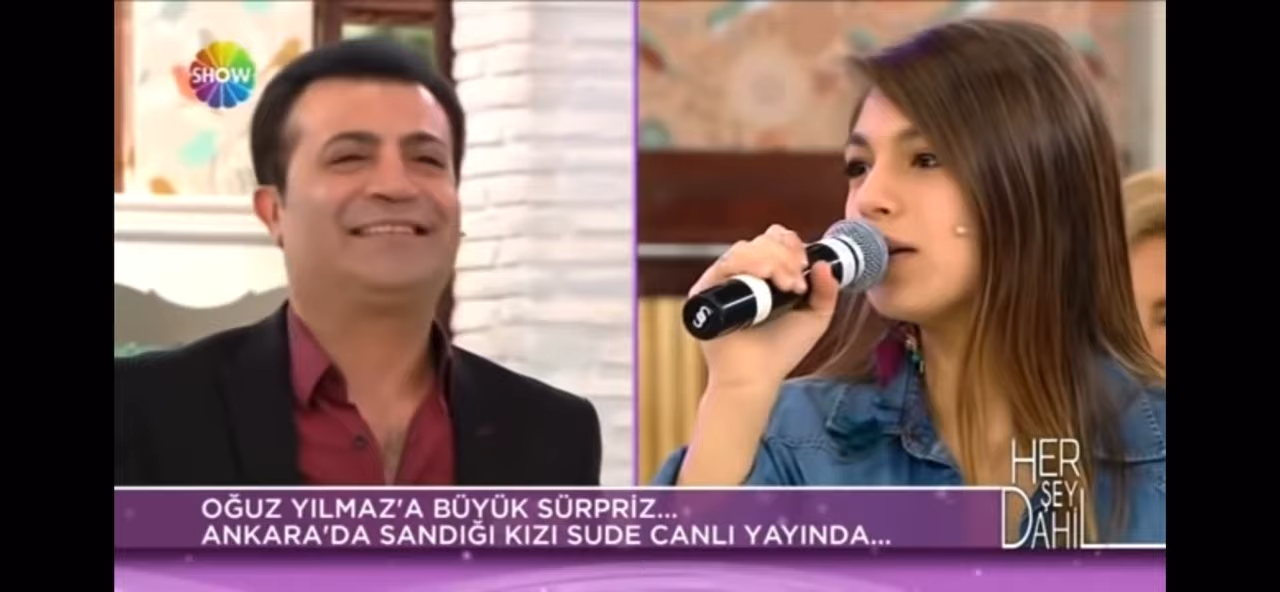 SHOW
OĞUZ YILMAZ'A BÜYÜK SÜRPRİZ...
ANKARA'DA SANDIĞI KIZI SUDE CANLI YAYINDA...
HER
ŞEY
DAHİL